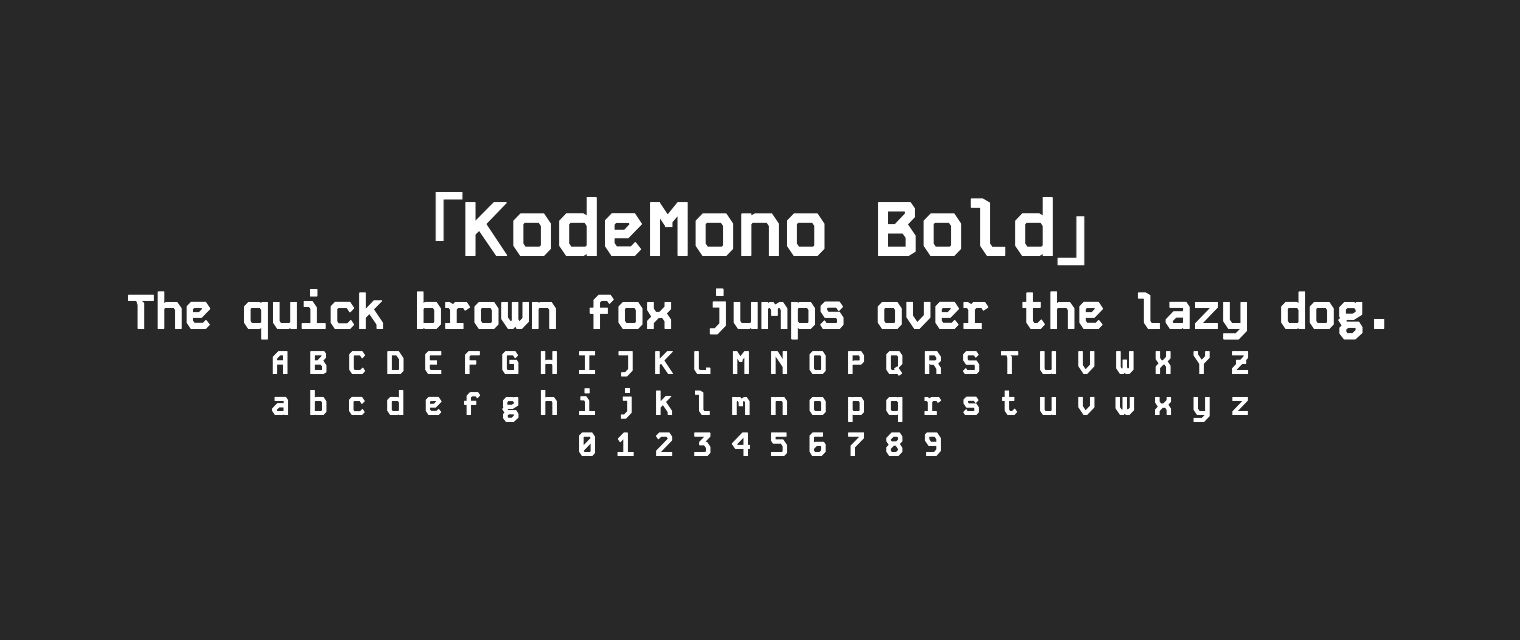 「KodeMono Bold」
The quick brown fox jumps over the lazy dog.
A B C D E F G H I J K L M N O P Q R S T U V W X Y Z
a b c d e f g h i j k l m n o p q r s t u v w x y z
0 1 2 3 4 5 6 7 8 9